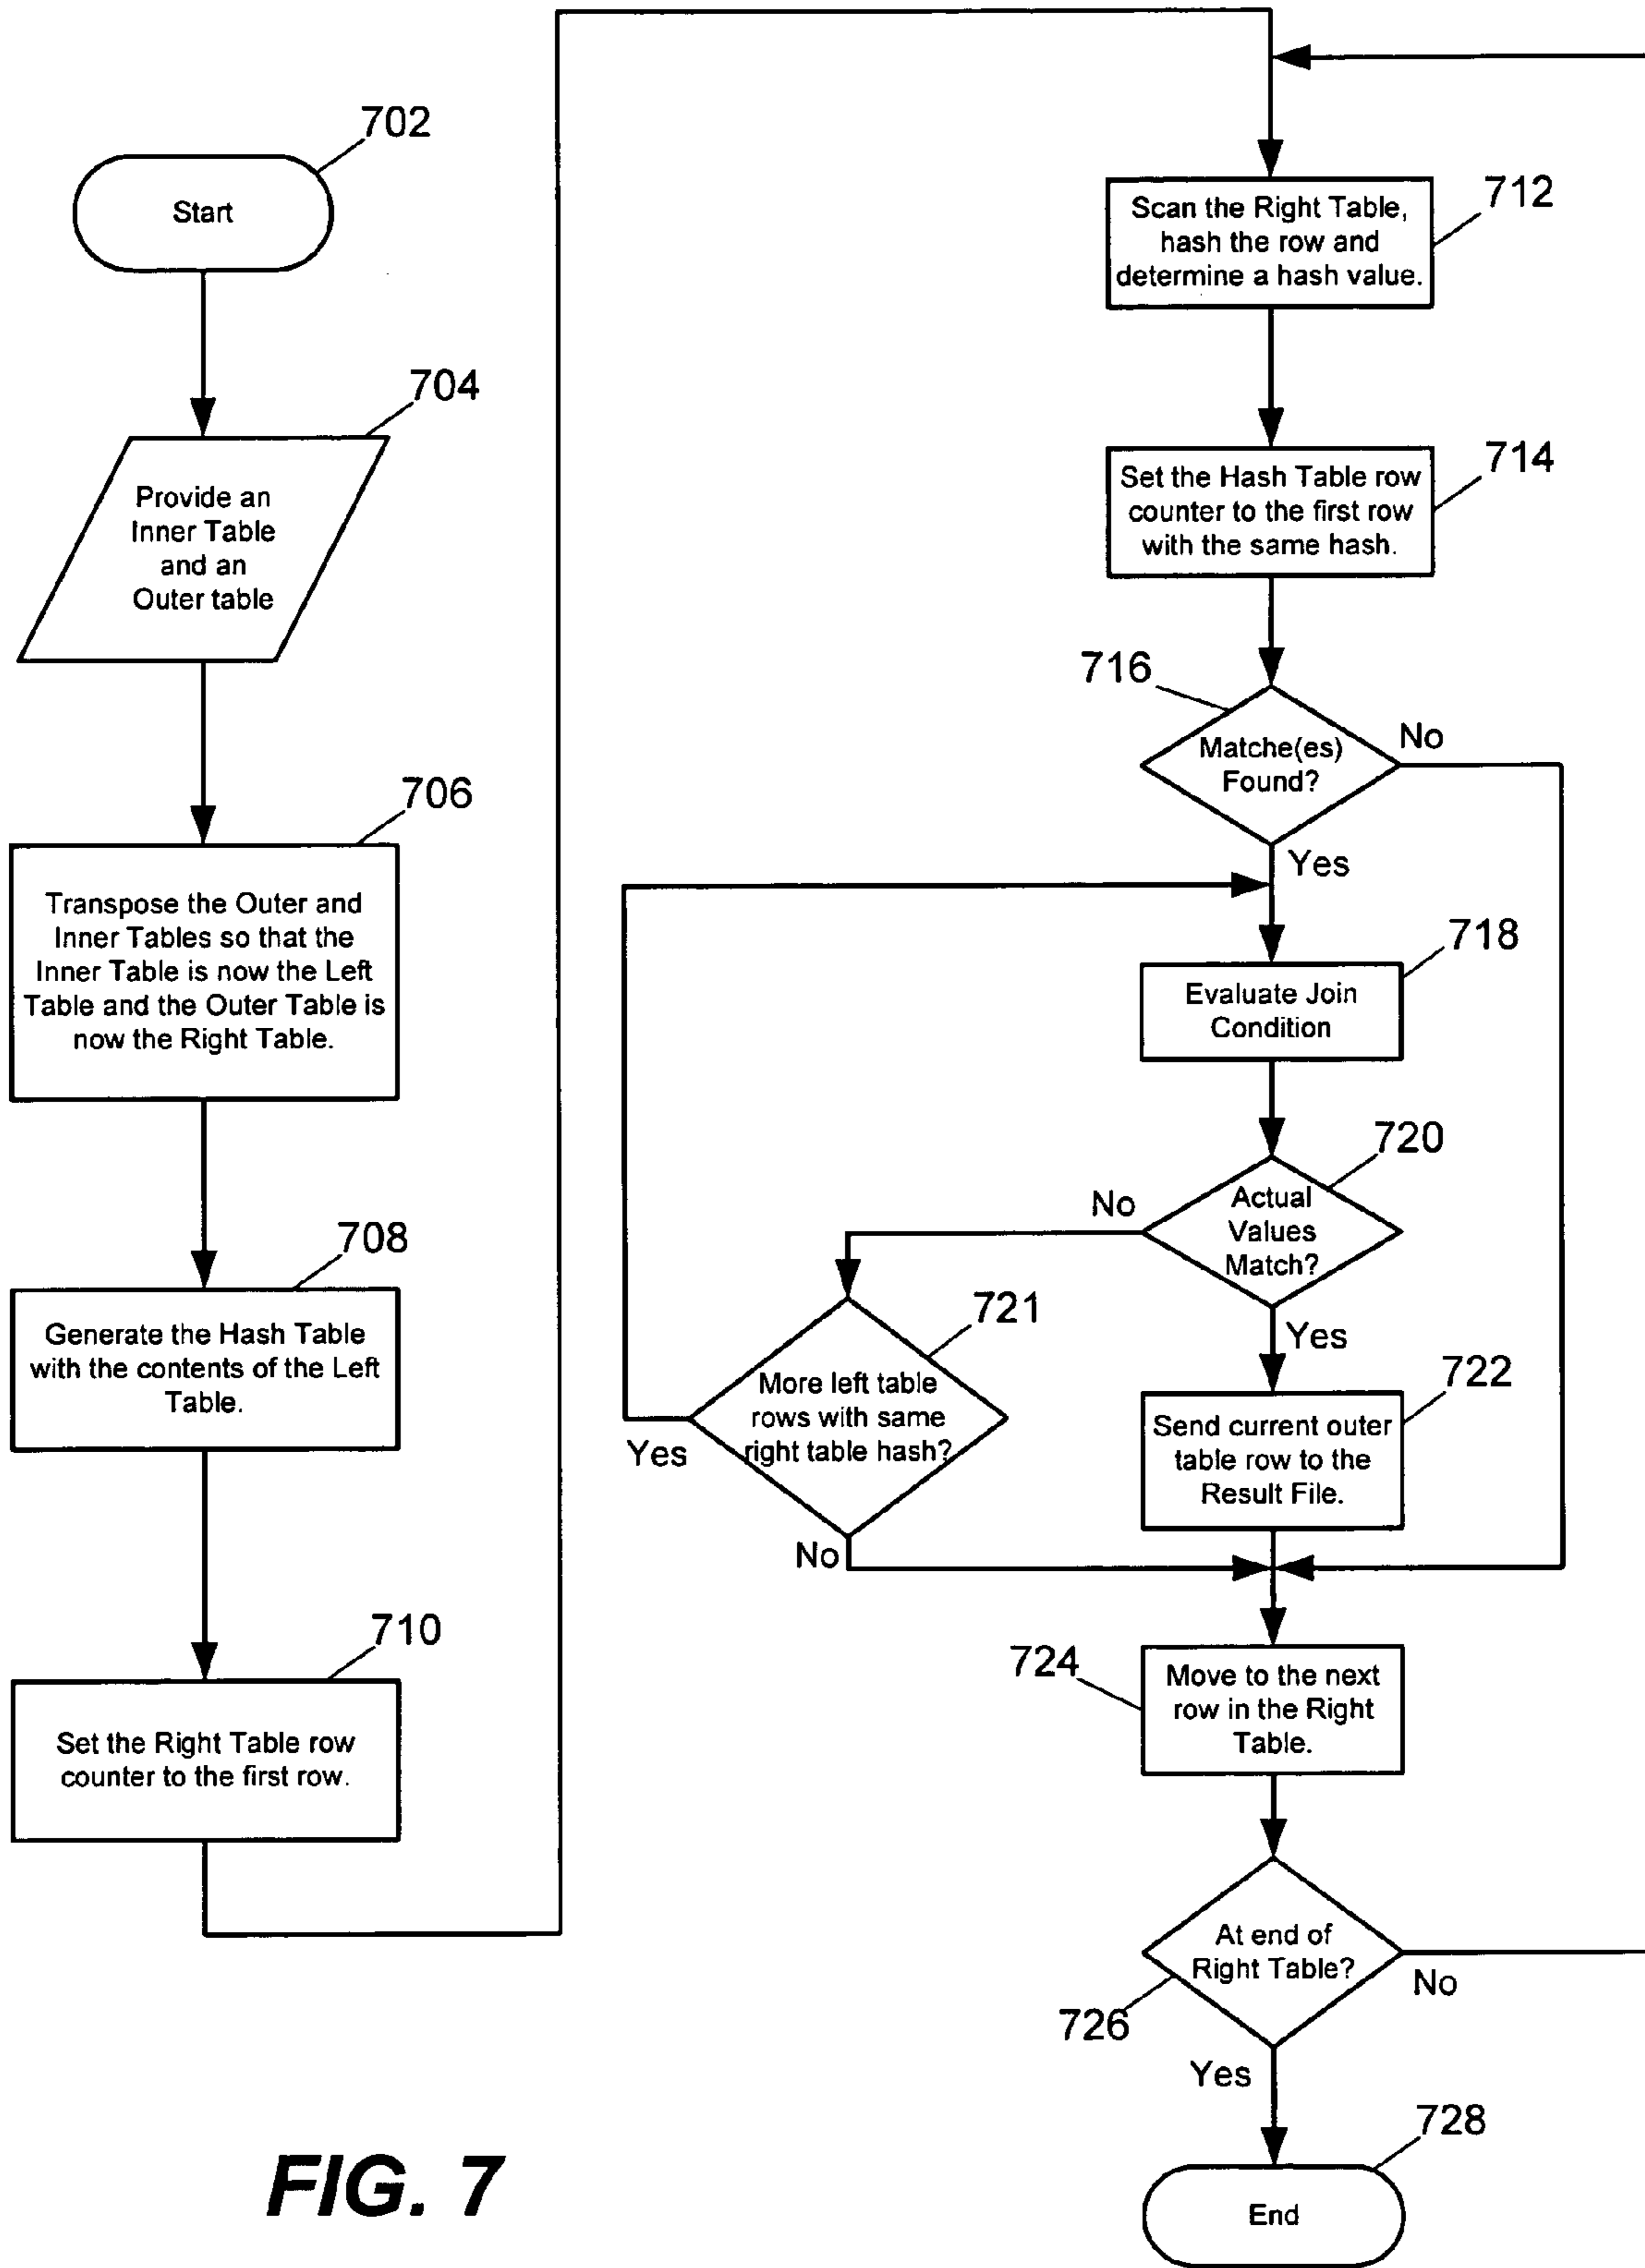 702
Start
704
Provide an
Inner Table
and an
Outer table
706
Transpose the Outer and
Inner Tables so that the
Inner Table is now the Left
Table and the Outer Table is
now the Right Table.
708
Generate the Hash Table
with the contents of the Left
Table.
710
Set the Right Table row
counter to the first row.
712
Scan the Right Table,
hash the row and
determine a hash value.
714
Set the Hash Table row
counter to the first row
with the same hash.
716
Matche(es)
Found?
No
Yes
718
Evaluate Join
Condition
720
Actual
Values
Match?
No
Yes
721
More left table
rows with same
right table hash?
Yes
No
722
Send current outer
table row to the
Result File.
724
Move to the next
row in the Right
Table.
At end of
Right Table?
No
726
Yes
728
End
FIG. 7